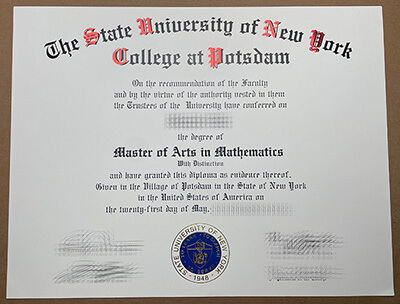 The State University of New York
College at Potsdam
On the recommendation of the Faculty
and by the virtue of the authority vested in them
the Trustees of the University have conferred on
the degree of
Master of Arts in Mathematics
With Distinction
and have granted this diploma as evidence thereof.
Given in the Village of Potsdam in the State of New York
in the United States of America on
the twenty-first day of May,
STATE UNIVERSITY OF NEW YORK
1948